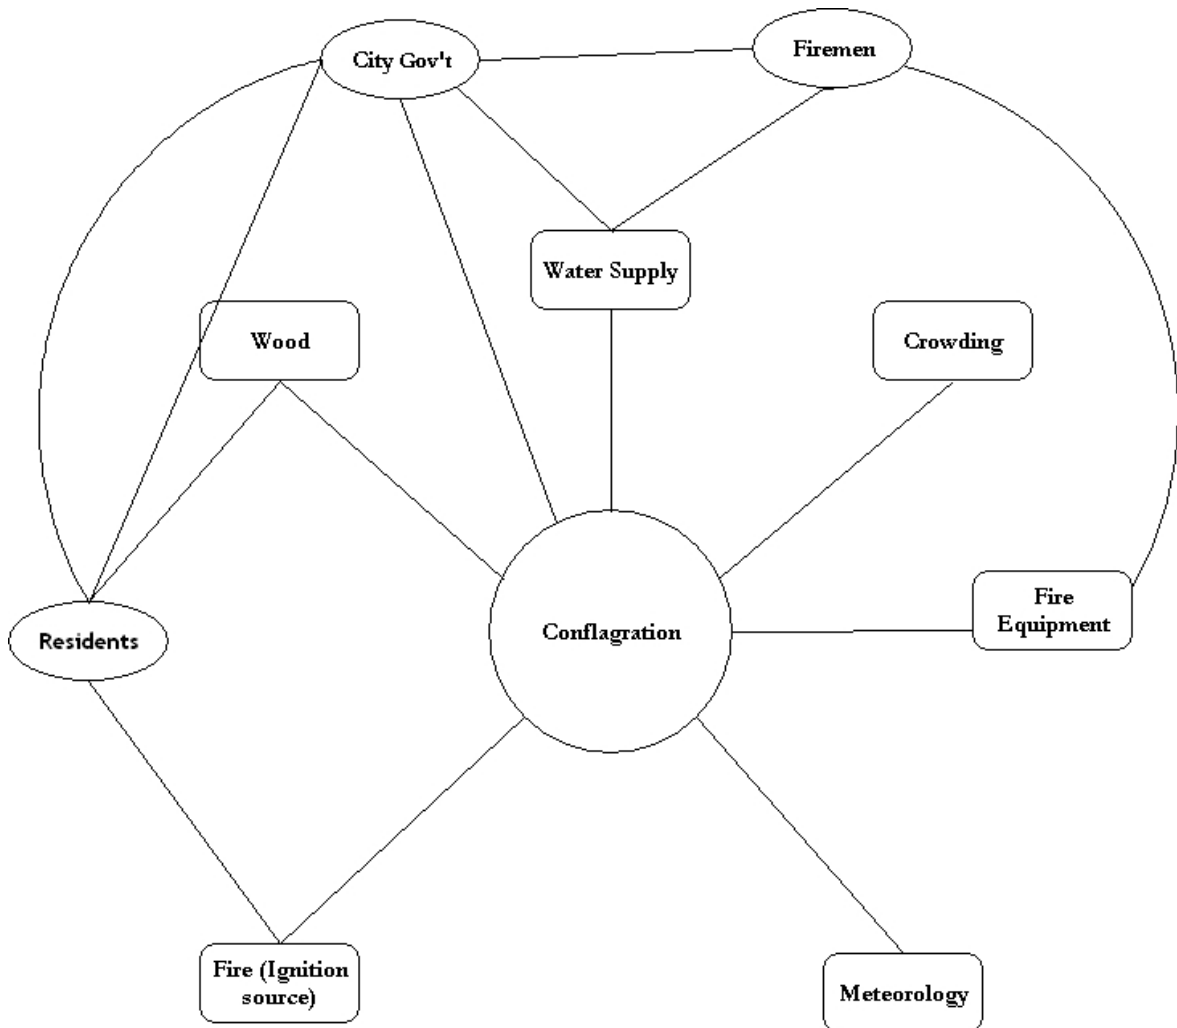 City Gov't
Firemen
Water Supply
Wood
Crowding
Fire
Equipment
Conflagration
Residents
Fire (Ignition
source)
Meteorology